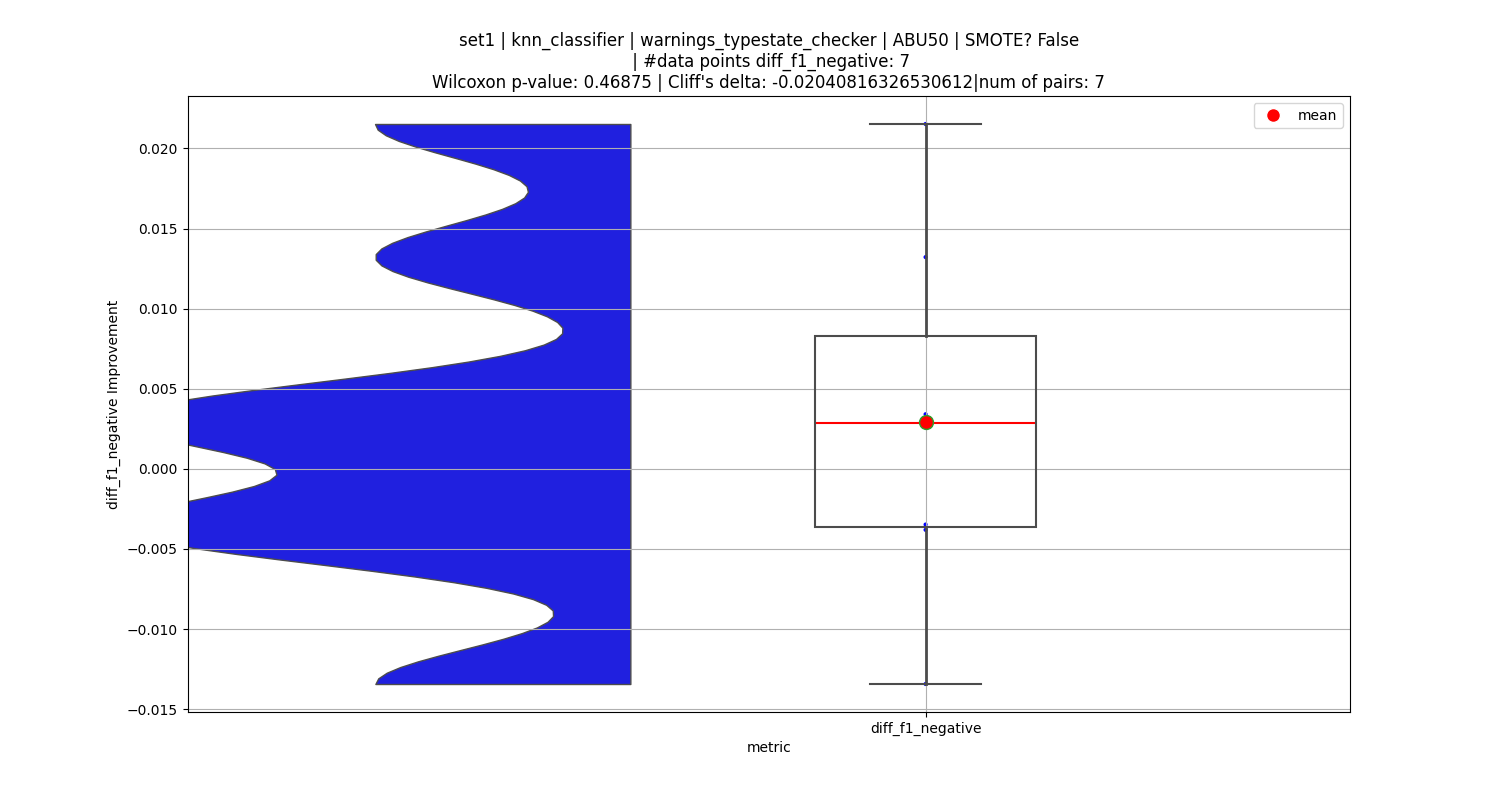 set1 | knn_classifier | warnings_typestate_checker | ABU50 | SMOTE? False
| #data points diff_f1_negative: 7
Wilcoxon p-value: 0.46875 | Cliff's delta: -0.02040816326530612|num of pairs: 7
mean
0.020
0.015
0.010
0.005
0.000
−0.005
−0.010
−0.015
diff_f1_negative Improvement
diff_f1_negative
metric